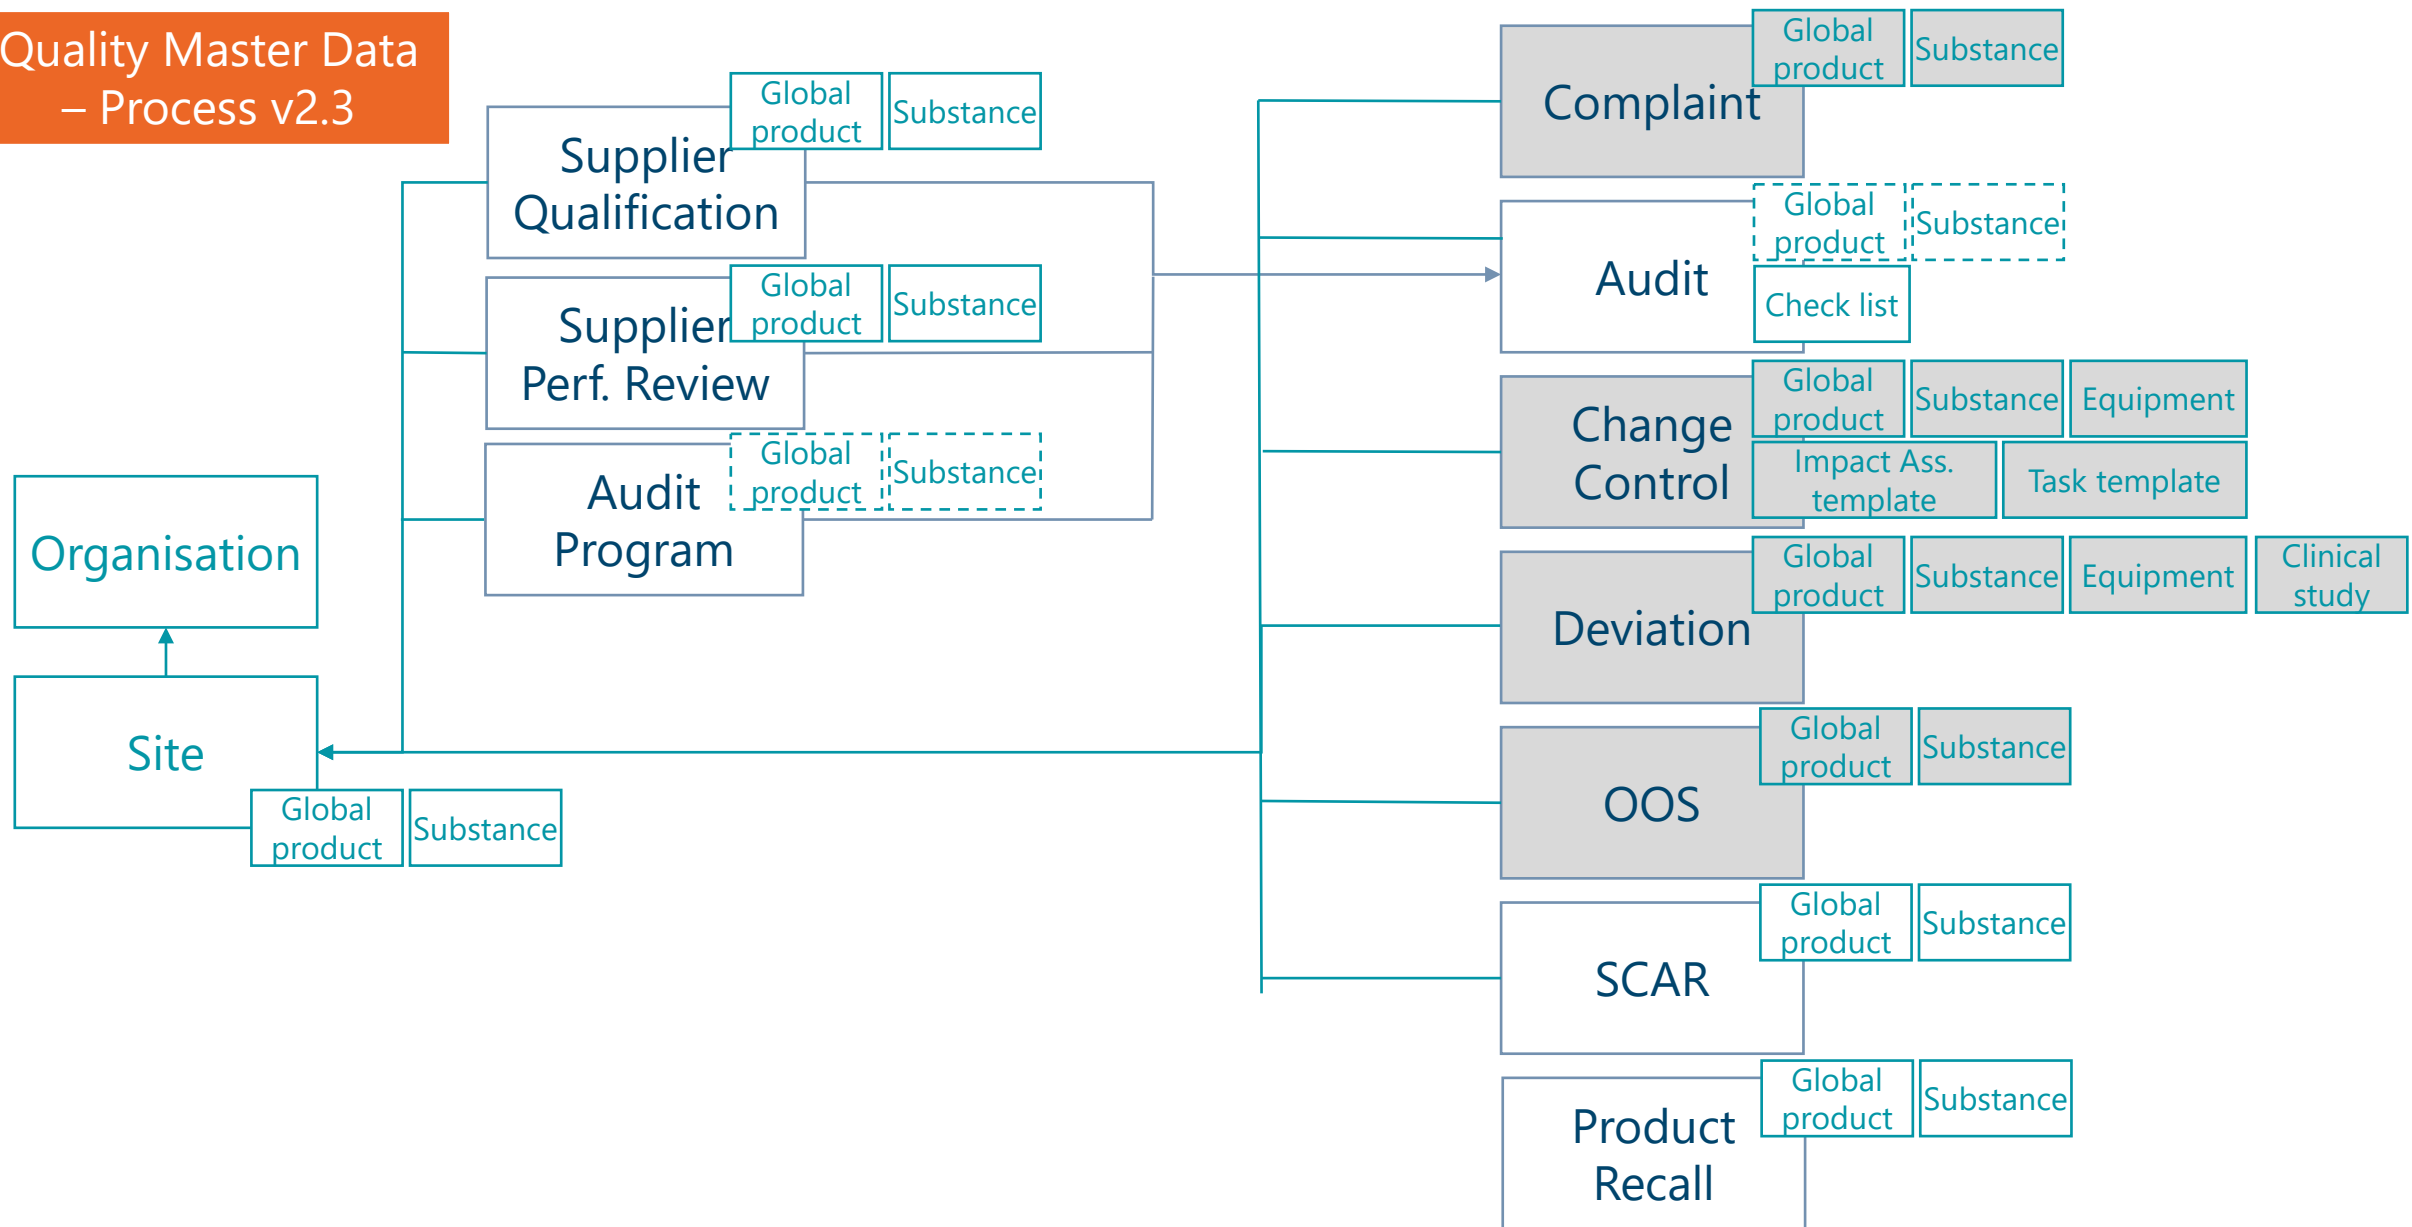 Quality Master Data
– Process v2.3
Global
product
Substance
Supplier
Qualification
Global
product
Substance
Supplier
Perf. Review
Global
product
Substance
Audit
Program
Organisation
Site
Global
product
Substance
Global
product
Substance
Complaint
Global
product
Substance
Audit
Check list
Global
product
Substance
Equipment
Change
Control
Impact Ass.
template
Task template
Global
product
Substance
Equipment
Clinical
study
Deviation
Global
product
Substance
OOS
Global
product
Substance
SCAR
Global
product
Substance
Product
Recall